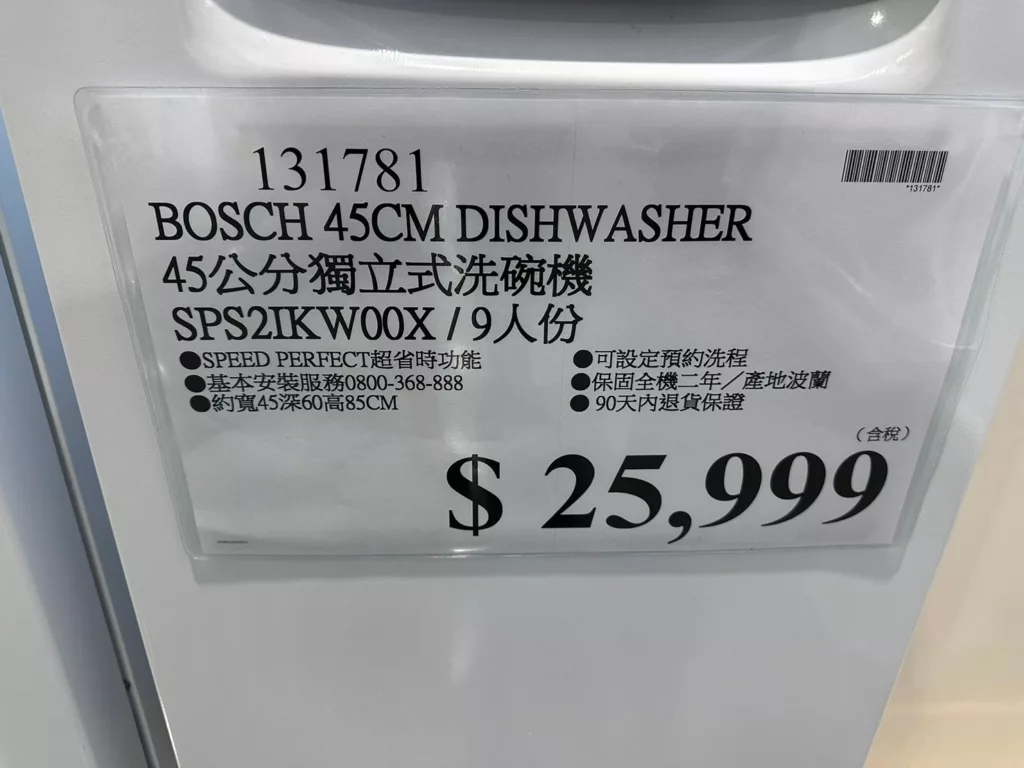 131781
*131781*
BOSCH 45CM DISHWASHER
45公分獨立式洗碗機
SPS2IKW00X / 9人份
●SPEED PERFECT超省時功能
●基本安裝服務0800-368-888
●約寬45深60高85CM
●可設定預約洗程
●保固全機二年／產地波蘭
●90天內退貨保證
（含稅）
$ 25,999